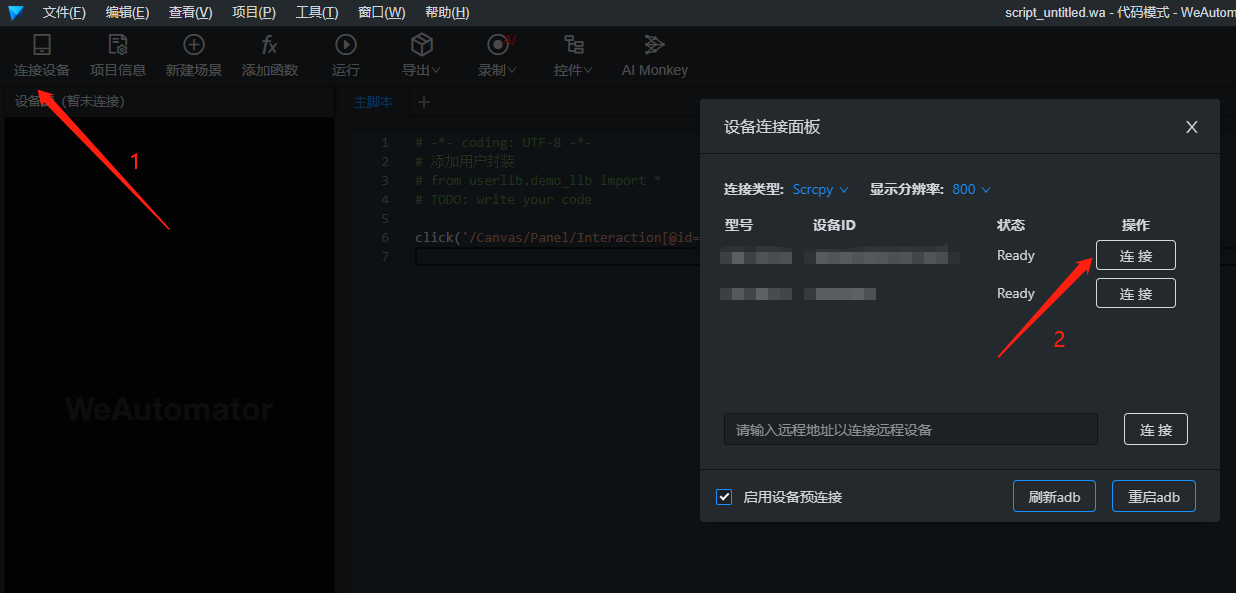 文件(F) 编辑(E) 查看(V) 项目(P) 工具(T) 窗口(W) 帮助(H) script_untitled.wa - 代码模式 - WeAutom
连接设备 项目信息 新建场景 添加函数 运行 导出 录制 AI 控件 AI Monkey
(暂未连接) 主脚本 +
1
1 # -*- coding: UTF-8 -*-
2 # 添加用户封装
3 # from userlib.demo_lib import *
4 # TODO: write your code
5
6 click('/Canvas/Panel/Interaction[@id=
7
WeAutomator
设备连接面板 X
连接类型: Scrcpy 显示分辨率: 800
型号 设备ID 状态 操作
Ready 连 接
Ready 连 接
2
请输入远程地址以连接远程设备 连 接
启用设备预连接 刷新adb 重启adb